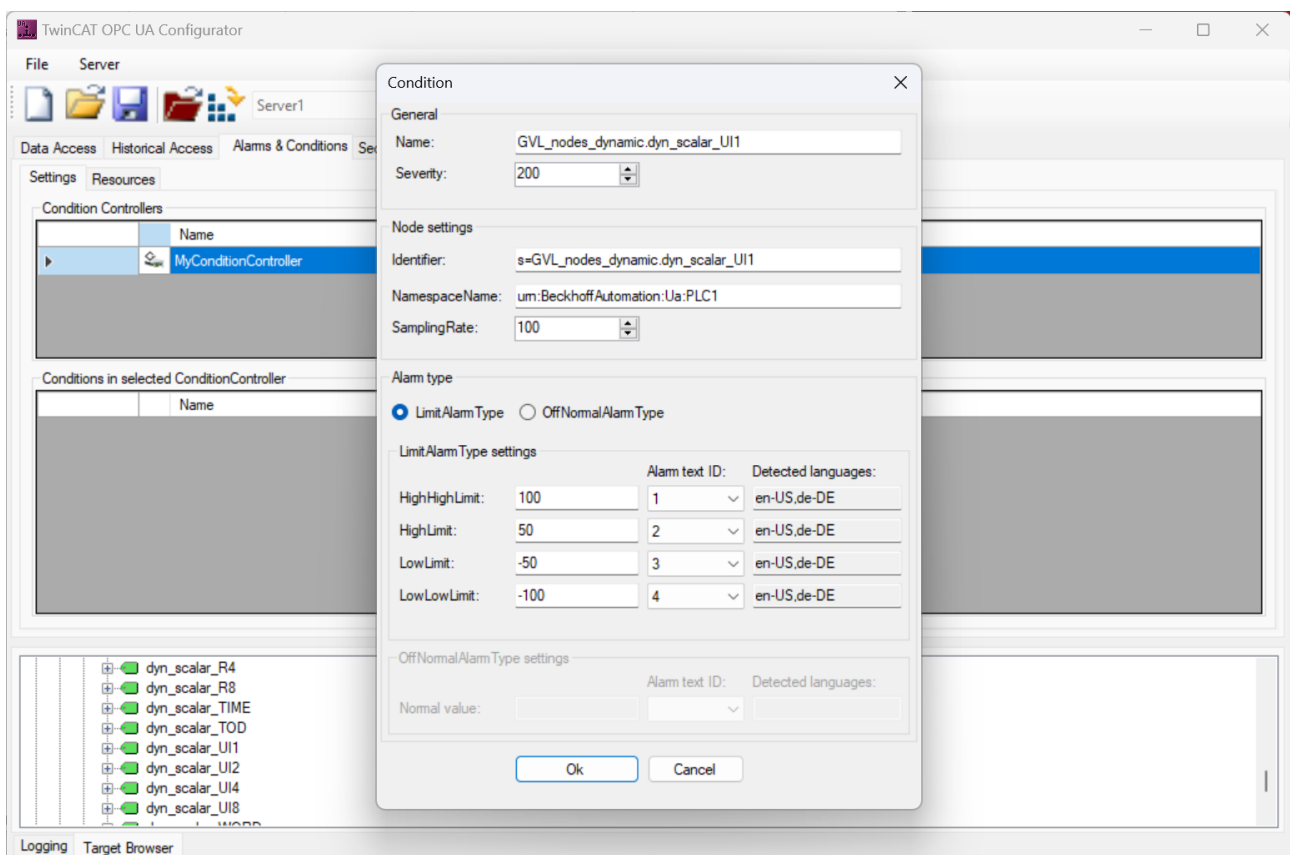 TwinCAT OPC UA Configurator
File Server
Server1
Data Access Historical Access Alarms & Conditions Sec
Settings Resources
Condition Controllers
Name
MyConditionController
Conditions in selected ConditionController
Name
Condition
General
Name: GVL_nodes_dynamic.dyn_scalar_UI1
Severity: 200
Node settings
Identifier: s=GVL_nodes_dynamic.dyn_scalar_UI1
NamespaceName: urn:BeckhoffAutomation:Ua:PLC1
SamplingRate: 100
Alarm type
LimitAlarmType OffNormalAlarmType
LimitAlarmType settings
Alarm text ID: Detected languages:
HighHighLimit: 100 1 en-US,de-DE
HighLimit: 50 2 en-US,de-DE
LowLimit: -50 3 en-US,de-DE
LowLowLimit: -100 4 en-US,de-DE
OffNormalAlarmType settings
Alarm text ID: Detected languages:
Normal value:
Ok Cancel
dyn_scalar_R4
dyn_scalar_R8
dyn_scalar_TIME
dyn_scalar_TOD
dyn_scalar_UI1
dyn_scalar_UI2
dyn_scalar_UI4
dyn_scalar_UI8
Logging Target Browser